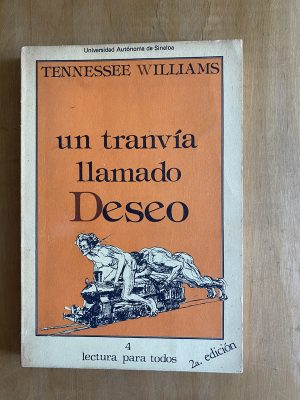 Universidad Autónoma de Sinaloa
TENNESSEE WILLIAMS
un tranvía
llamado
Deseo
4
lectura para todos
2a. edición